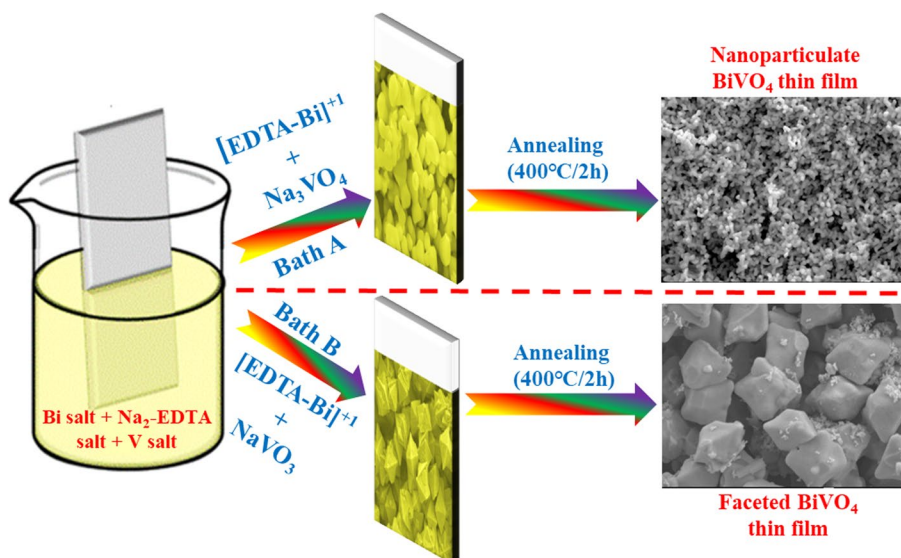 Nanoparticulate
BiVO₄ thin film
[EDTA-Bi]⁺¹
+
Na₃VO₄
Bath A
Annealing
(400°C/2h)
Bi salt + Na₂-EDTA
salt + V salt
Bath B
[EDTA-Bi]⁺¹
+
NaVO₃
Annealing
(400°C/2h)
Faceted BiVO₄
thin film